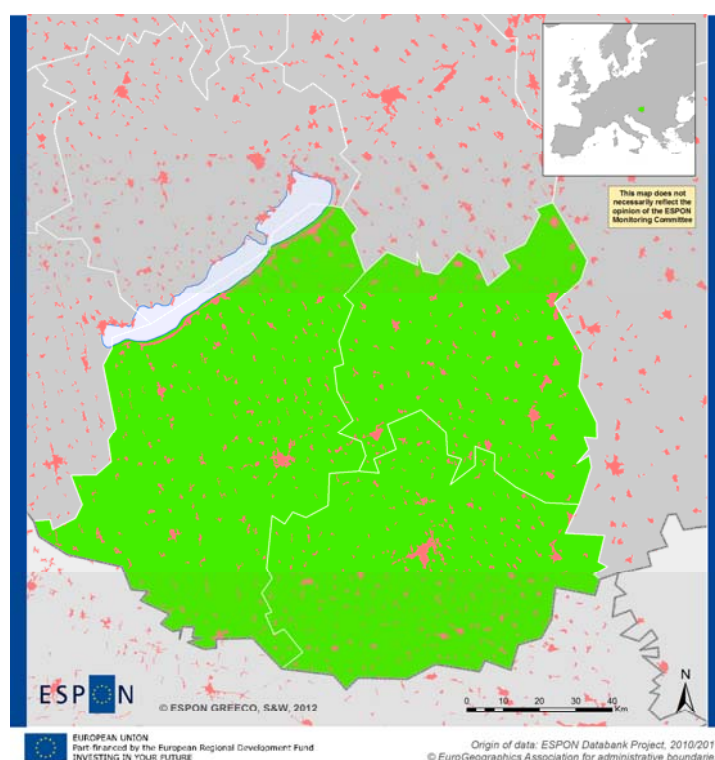 This map does not
necessarily reflect the
opinion of the ESPON
Monitoring Committee
ESPON
© ESPON GREECO, S&W, 2012
N
0 10 20 30 40
Km
EUROPEAN UNION
Part-financed by the European Regional Development Fund
INVESTING IN YOUR FUTURE
Origin of data: ESPON Databank Project, 2010/201
© EuroGeographics Association for administrative boundarie